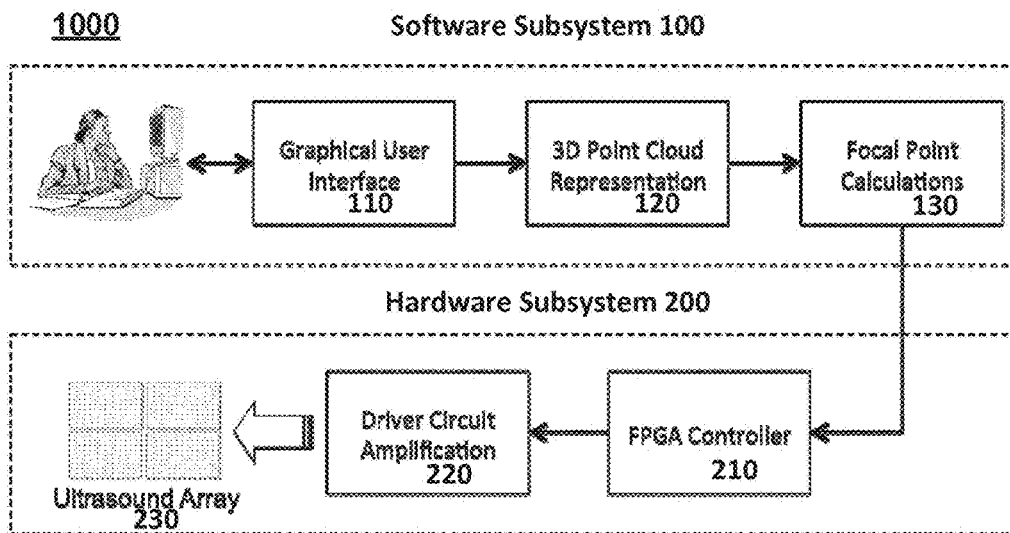 1000
Software Subsystem 100
Graphical User
Interface
110
3D Point Cloud
Representation
120
Focal Point
Calculations
130
Hardware Subsystem 200
Ultrasound Array
230
Driver Circuit
Amplification
220
FPGA Controller
210